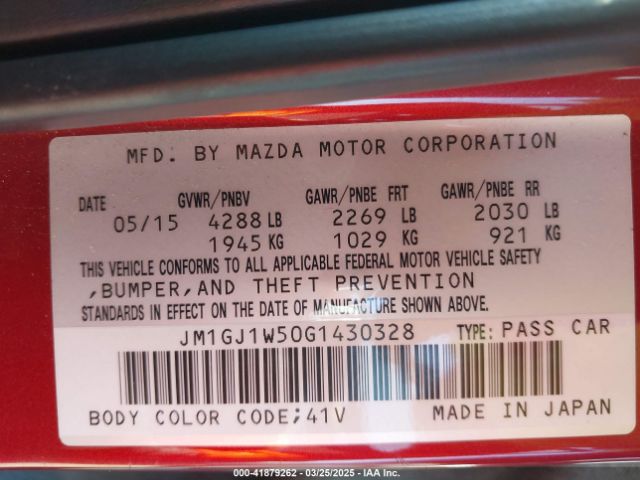 MFD. BY MAZDA MOTOR CORPORATION
DATE GVWR/PNBV GAWR/PNBE FRT GAWR/PNBE RR
05/15 4288 LB 2269 LB 2030 LB
1945 KG 1029 KG 921 KG
THIS VEHICLE CONFORMS TO ALL APPLICABLE FEDERAL MOTOR VEHICLE SAFETY
,BUMPER,AND THEFT PREVENTION
STANDARDS IN EFFECT ON THE DATE OF MANUFACTURE SHOWN ABOVE.
JM1GJ1W50G1430328 TYPE: PASS CAR
BODY COLOR CODE;41V MADE IN JAPAN
000-41879262 - 03/25/2025 - IAA Inc.